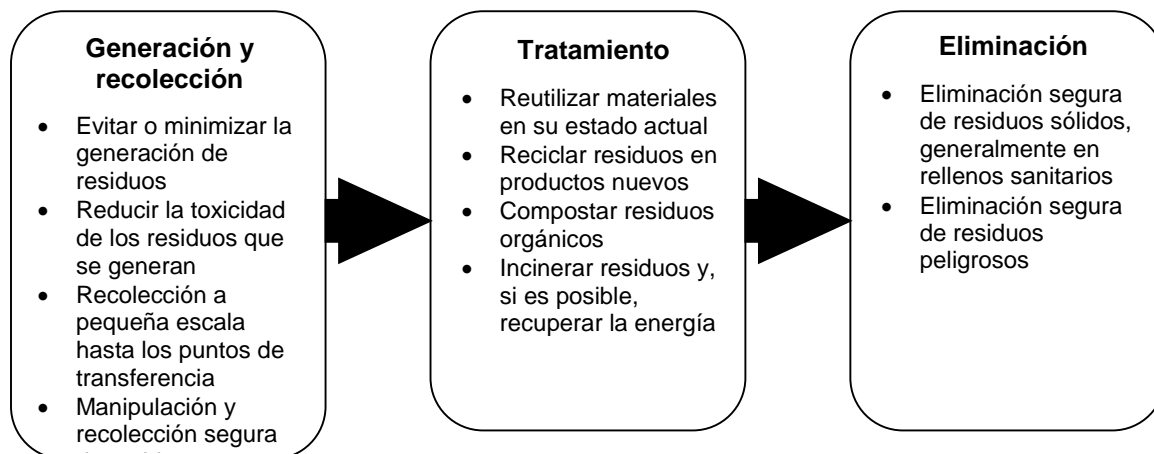 Generación y
recolección
• Evitar o minimizar la
generación de
residuos
• Reducir la toxicidad
de los residuos que
se generan
• Recolección a
pequeña escala
hasta los puntos de
transferencia
• Manipulación y
recolección segura
Tratamiento
• Reutilizar materiales
en su estado actual
• Reciclar residuos en
productos nuevos
• Compostar residuos
orgánicos
• Incinerar residuos y,
si es posible,
recuperar la energía
Eliminación
• Eliminación segura
de residuos sólidos,
generalmente en
rellenos sanitarios
• Eliminación segura
de residuos
peligrosos